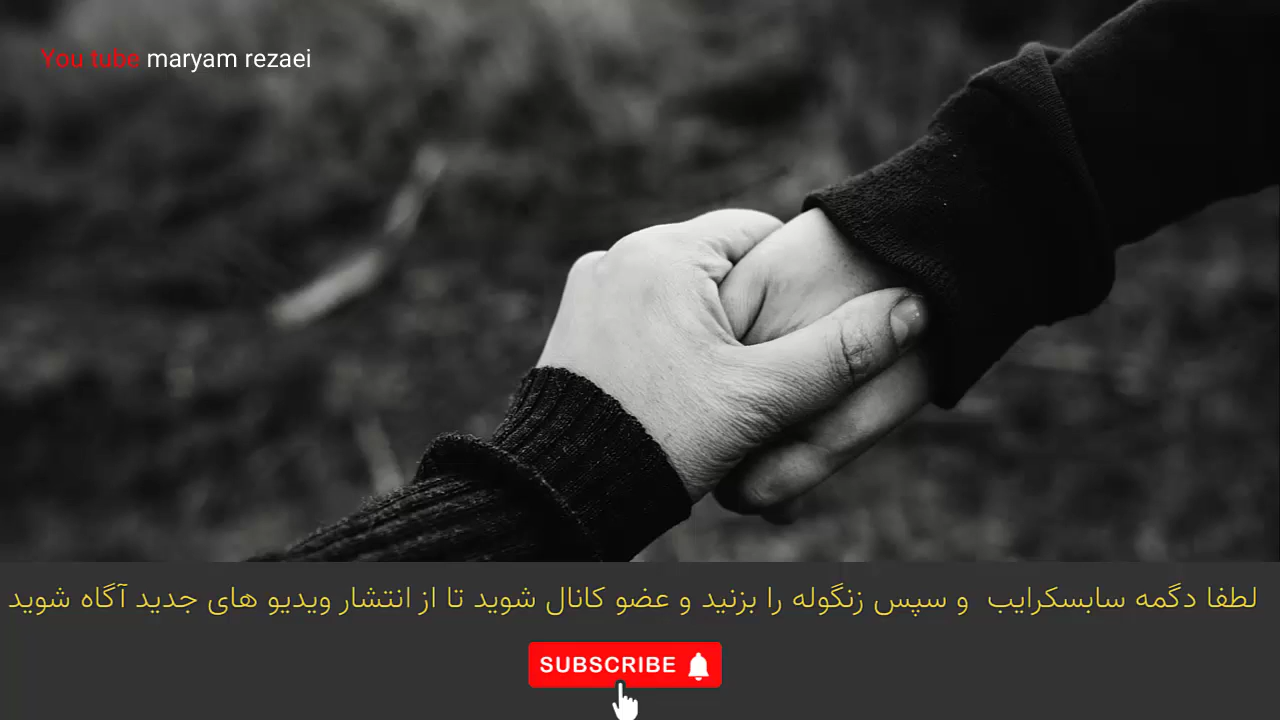 You tube maryam rezaei
لطفا دگمه سابسکرایب و سپس زنگوله را بزنید و عضو کانال شوید تا از انتشار ویدیو های جدید آگاه شوید
SUBSCRIBE